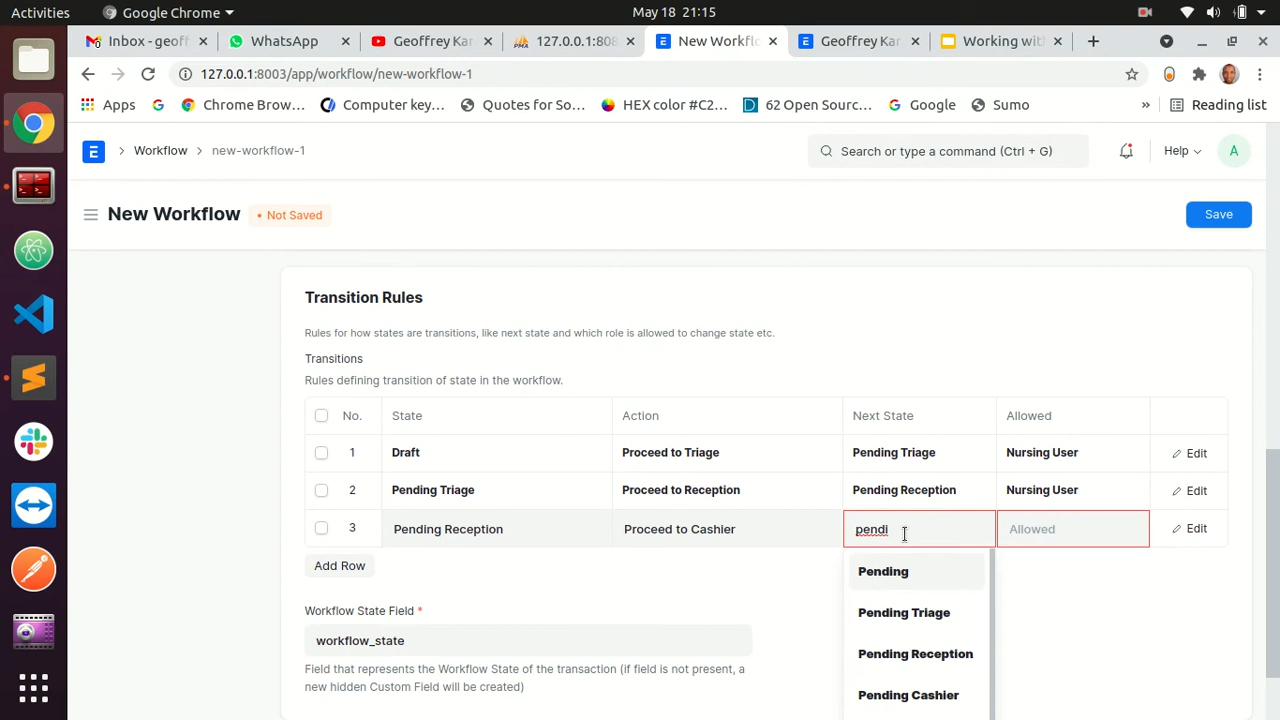 Activities
Google Chrome
May 18 21:15
Inbox - geoff
WhatsApp
Geoffrey Kar
127.0.0.1:808
New Workfl
Geoffrey Kar
Working wit
127.0.0.1:8003/app/workflow/new-workflow-1
Apps
Chrome Brow...
Computer key...
Quotes for So...
HEX color #C2...
62 Open Sourc...
Google
Sumo
»
Reading list
E
Workflow
new-workflow-1
Search or type a command (Ctrl + G)
Help
A
New Workflow
Not Saved
Save
Transition Rules
Rules for how states are transitions, like next state and which role is allowed to change state etc.
Transitions
Rules defining transition of state in the workflow.
No. State Action Next State Allowed
1 Draft Proceed to Triage Pending Triage Nursing User Edit
2 Pending Triage Proceed to Reception Pending Reception Nursing User Edit
3 Pending Reception Proceed to Cashier pendi Allowed Edit
Add Row
Pending
Pending Triage
Pending Reception
Pending Cashier
Workflow State Field *
workflow_state
Field that represents the Workflow State of the transaction (if field is not present, a
new hidden Custom Field will be created)